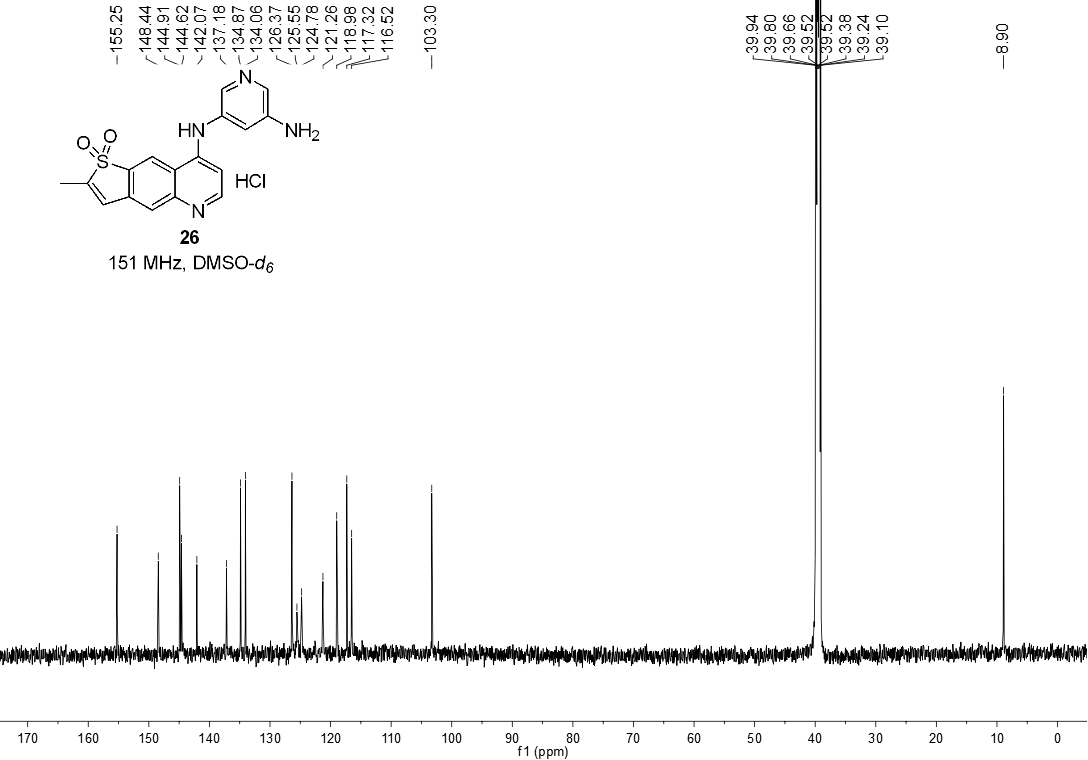 155.25
148.44
144.91
144.62
142.07
137.18
134.87
134.06
126.37
125.55
124.78
121.26
118.98
117.32
116.52
103.30
39.94
39.80
39.66
39.52
39.52
39.38
39.24
39.10
8.90
N
HN
NH2
O
O
S
HCl
N
26
151 MHz, DMSO-d6
170 160 150 140 130 120 110 100 90 80 70 60 50 40 30 20 10 0
f1 (ppm)